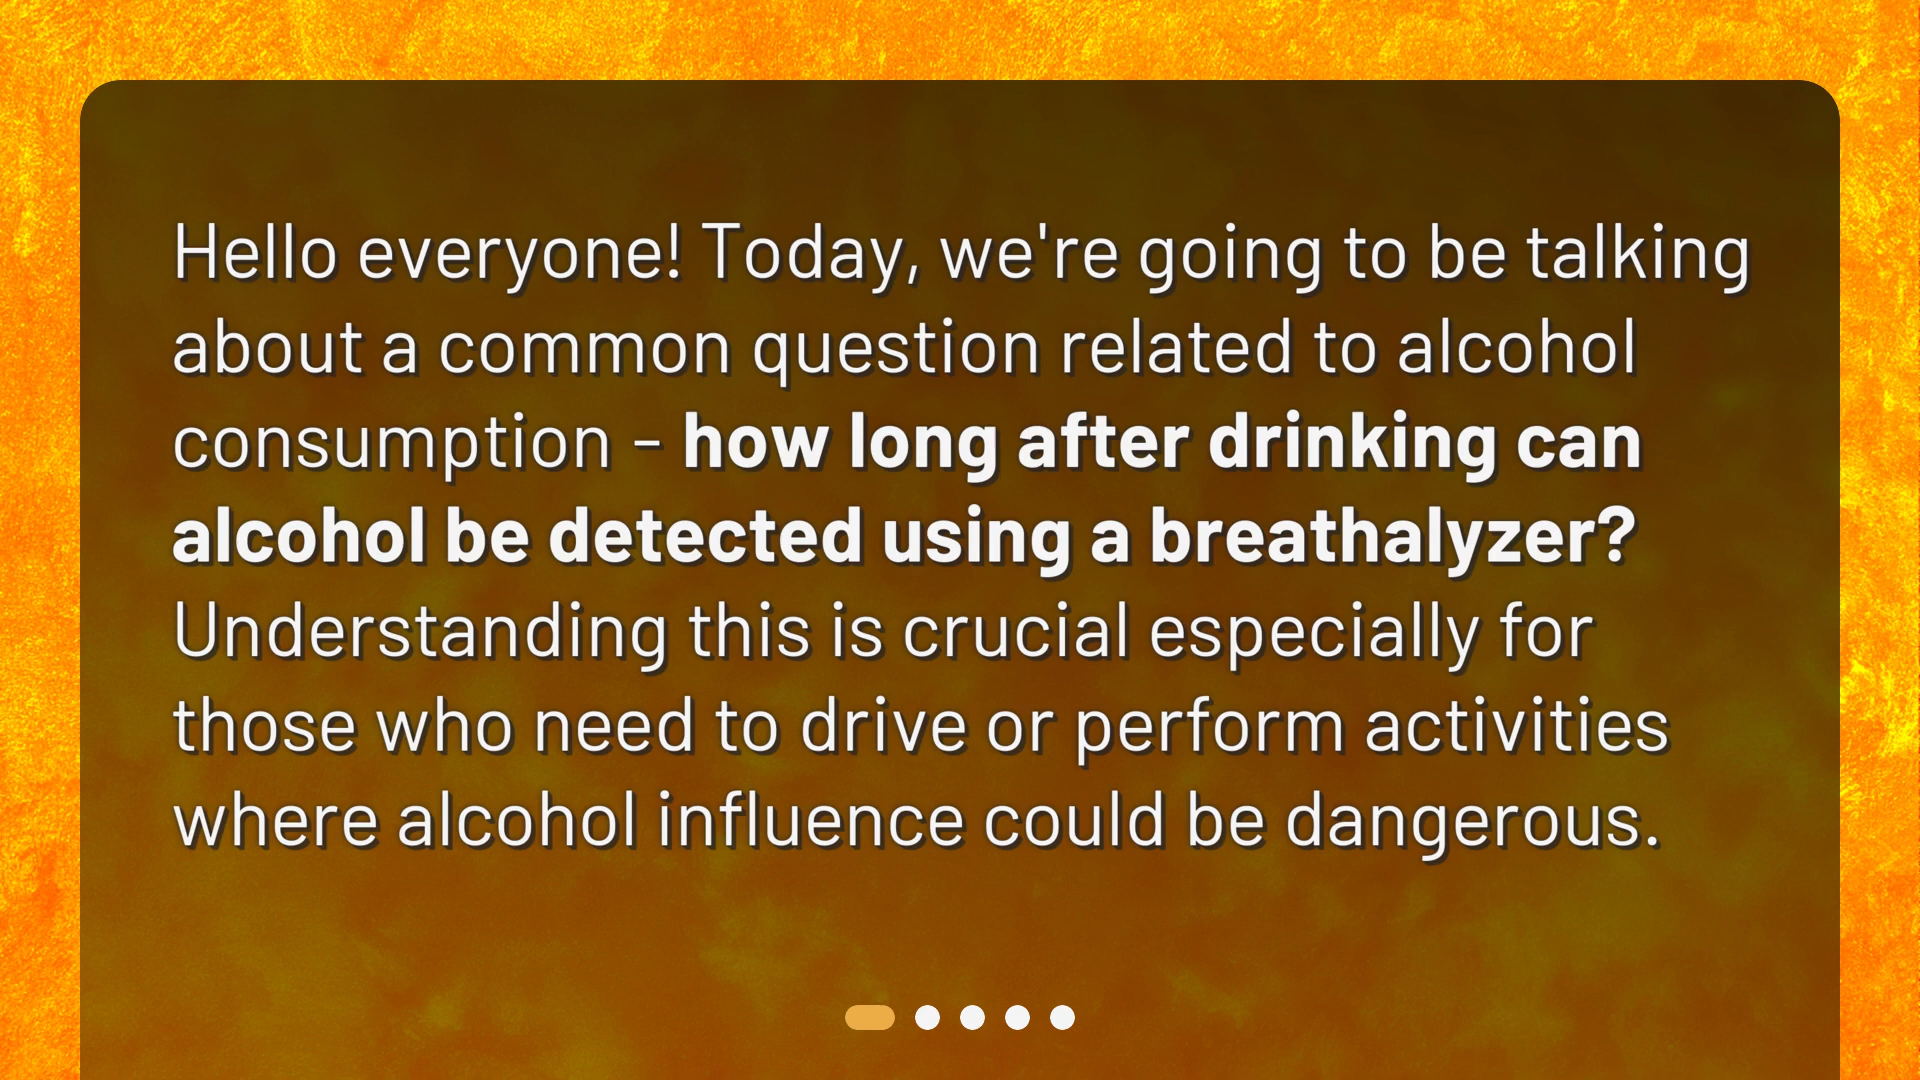 Hello everyone! Today, we're going to be talking
about a common question related to alcohol
consumption - how long after drinking can
alcohol be detected using a breathalyzer?
Understanding this is crucial especially for
those who need to drive or perform activities
where alcohol influence could be dangerous.